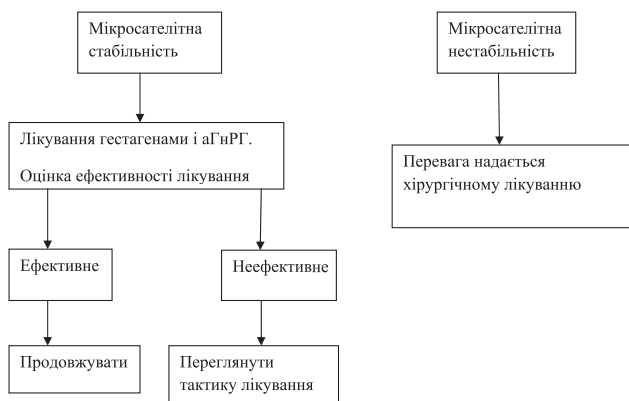 Мікросателітна
стабільність
Мікросателітна
нестабільність
Лікування гестагенами і аГнРГ.
Оцінка ефективності лікування
Перевага надається
хірургічному лікуванню
Ефективне
Неефективне
Продовжувати
Переглянути
тактику лікування